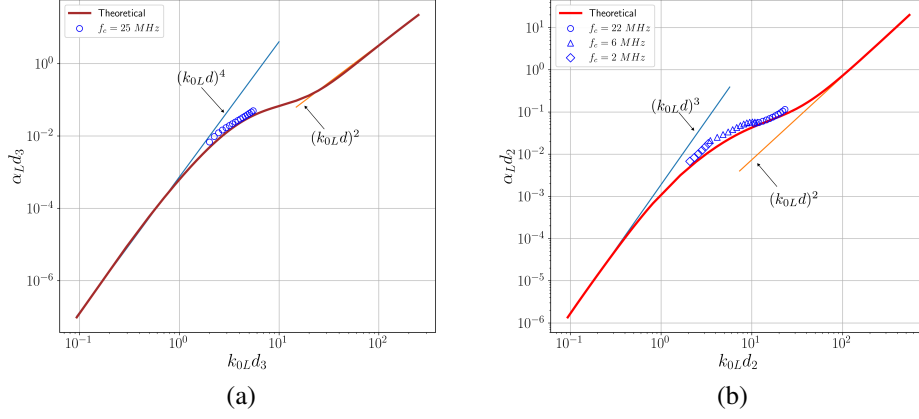 Theoretical
f_c = 25 MHz
(k_{0L}d)^4
(k_{0L}d)^2
α_L d_3
10^0
10^{-2}
10^{-4}
10^{-6}
10^{-1} 10^0 10^1 10^2
k_{0L}d_3
(a)
Theoretical
f_c = 22 MHz
f_c = 6 MHz
f_c = 2 MHz
(k_{0L}d)^3
(k_{0L}d)^2
α_L d_2
10^1
10^0
10^{-1}
10^{-2}
10^{-3}
10^{-4}
10^{-5}
10^{-6}
10^{-1} 10^0 10^1 10^2
k_{0L}d_2
(b)